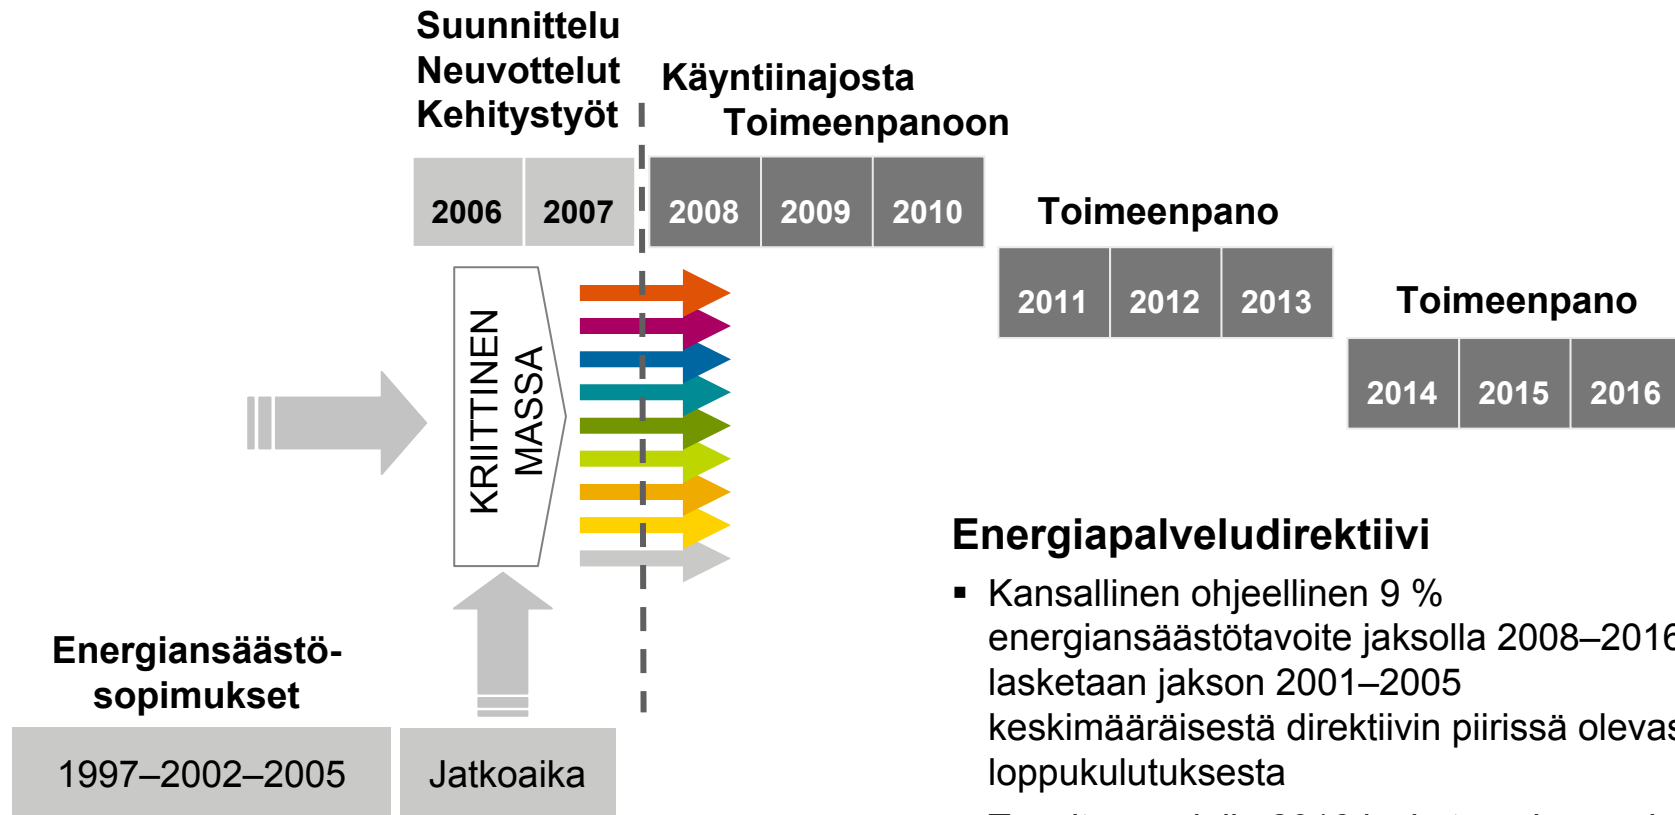 Suunnittelu
Neuvottelut
Kehitystyöt
Käyntiinajosta
Toimeenpanoon
2006 2007 2008 2009 2010
Toimeenpano
2011 2012 2013
Toimeenpano
2014 2015 2016
KRIITTINEN
MASSA
Energiansäästö-
sopimukset
1997–2002–2005 Jatkoaika
Energiapalveludirektiivi
▪ Kansallinen ohjeellinen 9 %
energiansäästötavoite jaksolla 2008–2016
lasketaan jakson 2001–2005
keskimääräisestä direktiivin piirissä olevas
loppukulutuksesta